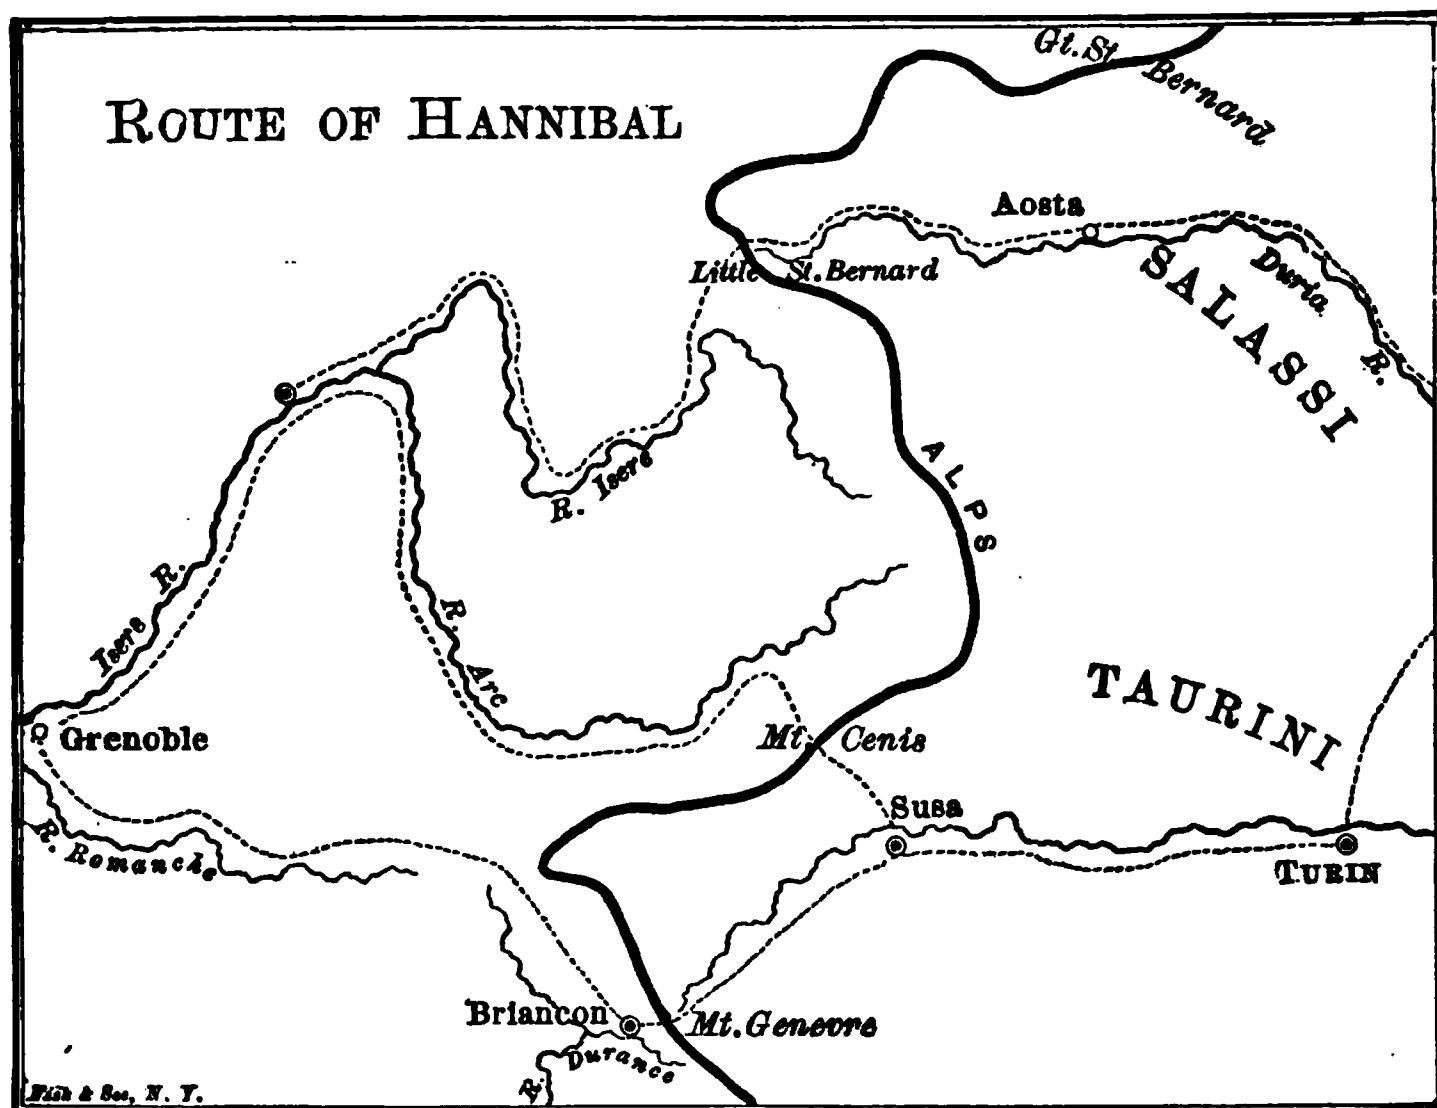 ROUTE OF HANNIBAL
Gt. St Bernard
Aosta
Little St. Bernard
SALASSI
Duria R.
ALPS
R. Isere
Isere R.
R. Arc
Grenoble
Mt. Cenis
TAURINI
Susa
R. Romanche
TURIN
Briancon
Mt. Genevre
R. Durance
N. Y.